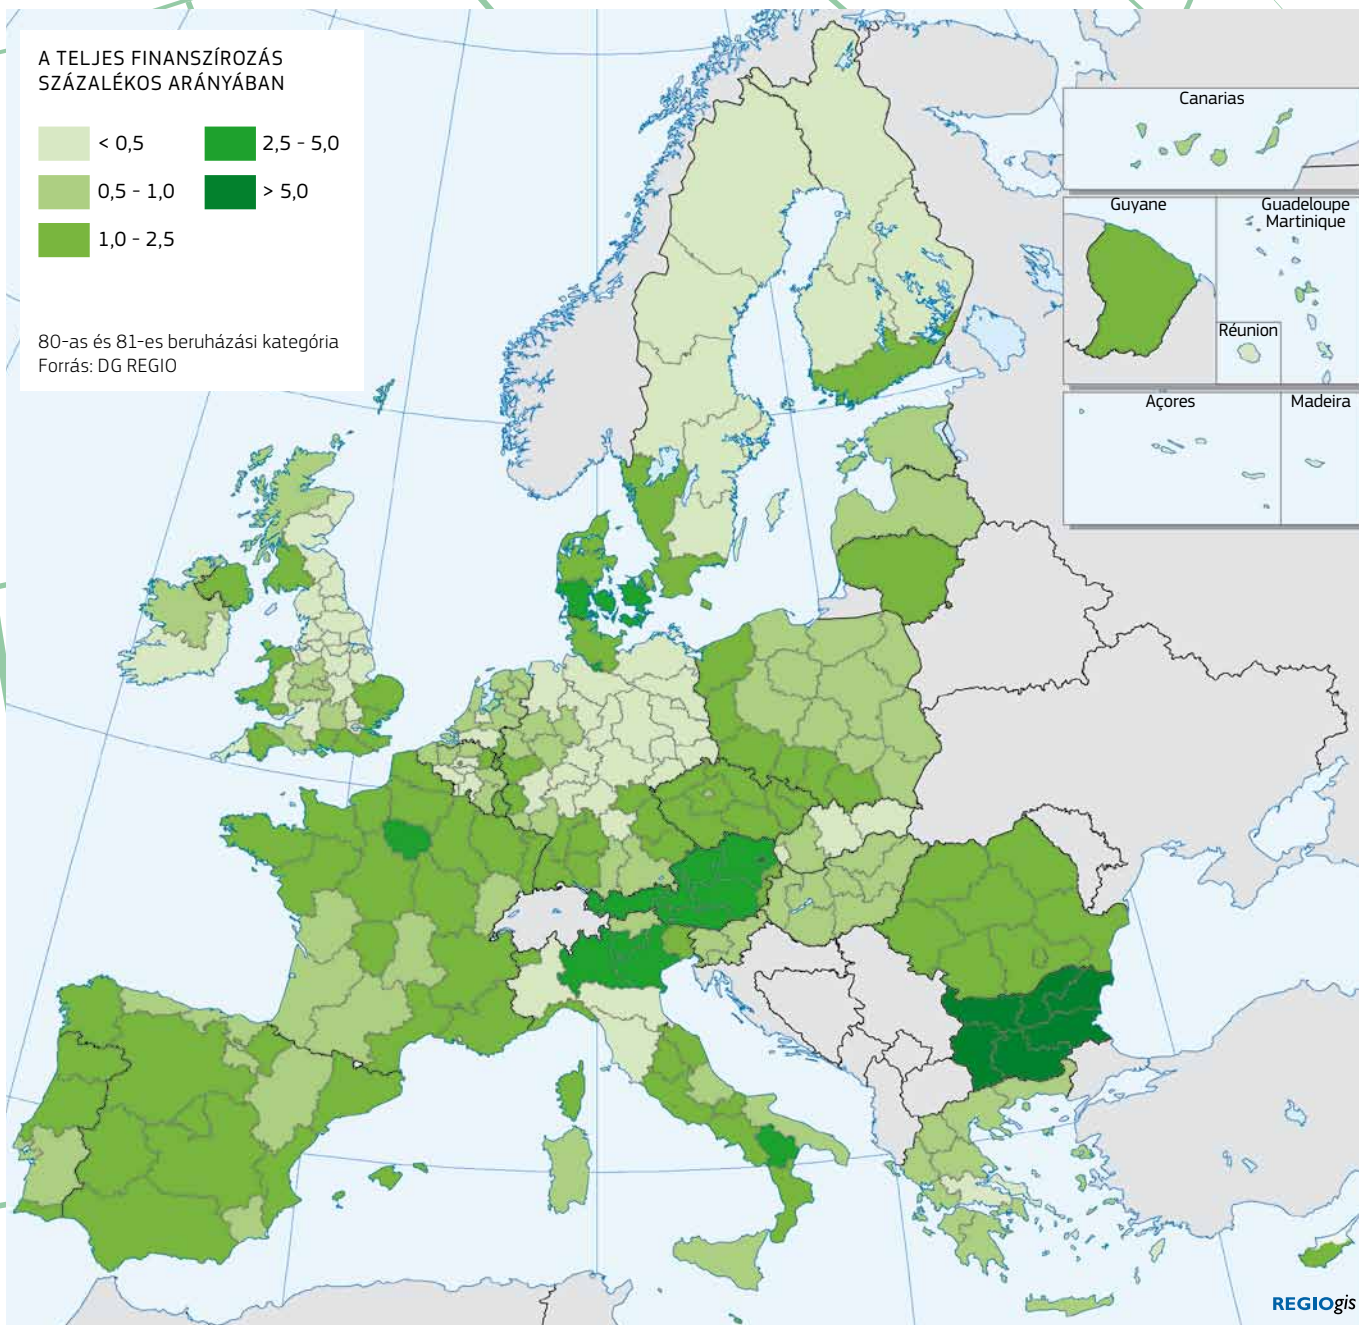 A TELJES FINANSZÍROZÁS
SZÁZALÉKOS ARÁNYÁBAN
< 0,5
2,5 - 5,0
0,5 - 1,0
> 5,0
1,0 - 2,5
80-as és 81-es beruházási kategória
Forrás: DG REGIO
Canarias
Guyane
Guadeloupe
Martinique
Réunion
Açores
Madeira
REGIOgis